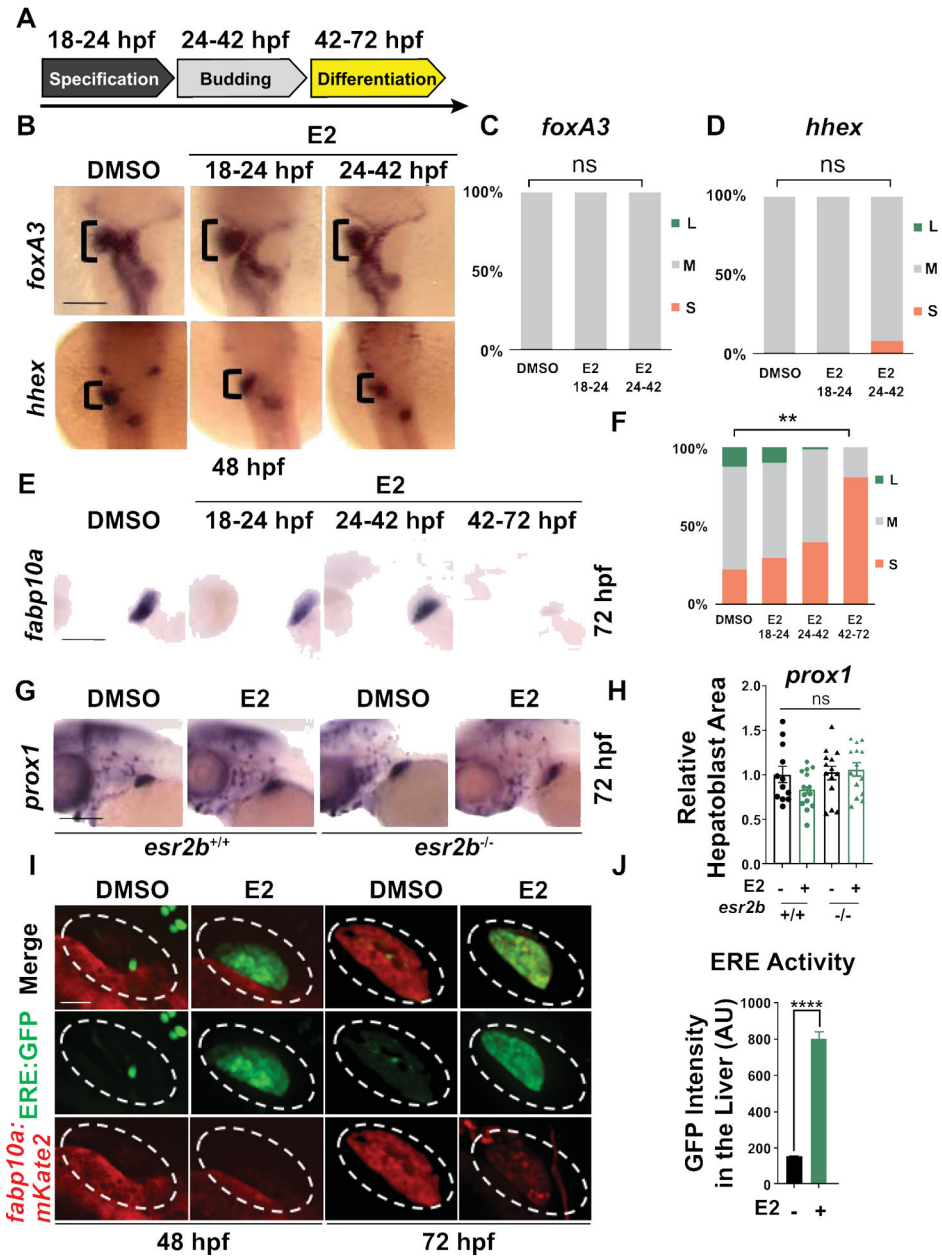 A
18-24 hpf 24-42 hpf 42-72 hpf
Specification Budding Differentiation
B
E2
DMSO 18-24 hpf 24-42 hpf
foxA3
hhex
48 hpf
C
foxA3
ns
100%
50%
0%
L
M
S
DMSO E2 18-24 E2 24-42
D
hhex
ns
100%
50%
0%
L
M
S
DMSO E2 18-24 E2 24-42
E
E2
DMSO 18-24 hpf 24-42 hpf 42-72 hpf
fabp10a
72 hpf
F
**
100%
50%
0%
L
M
S
DMSO E2 18-24 E2 24-42 E2 42-72
G
DMSO E2 DMSO E2
prox1
72 hpf
esr2b+/+ esr2b-/-
H
prox1
ns
Relative
Hepatoblast Area
2.0
1.5
1.0
0.5
0.0
E2 - + - +
esr2b +/+ -/-
I
DMSO E2 DMSO E2
Merge
ERE:GFP
fabp10a:
mKate2
48 hpf 72 hpf
J
ERE Activity
****
GFP Intensity
in the Liver (AU)
1000
800
600
400
200
0
E2 - +